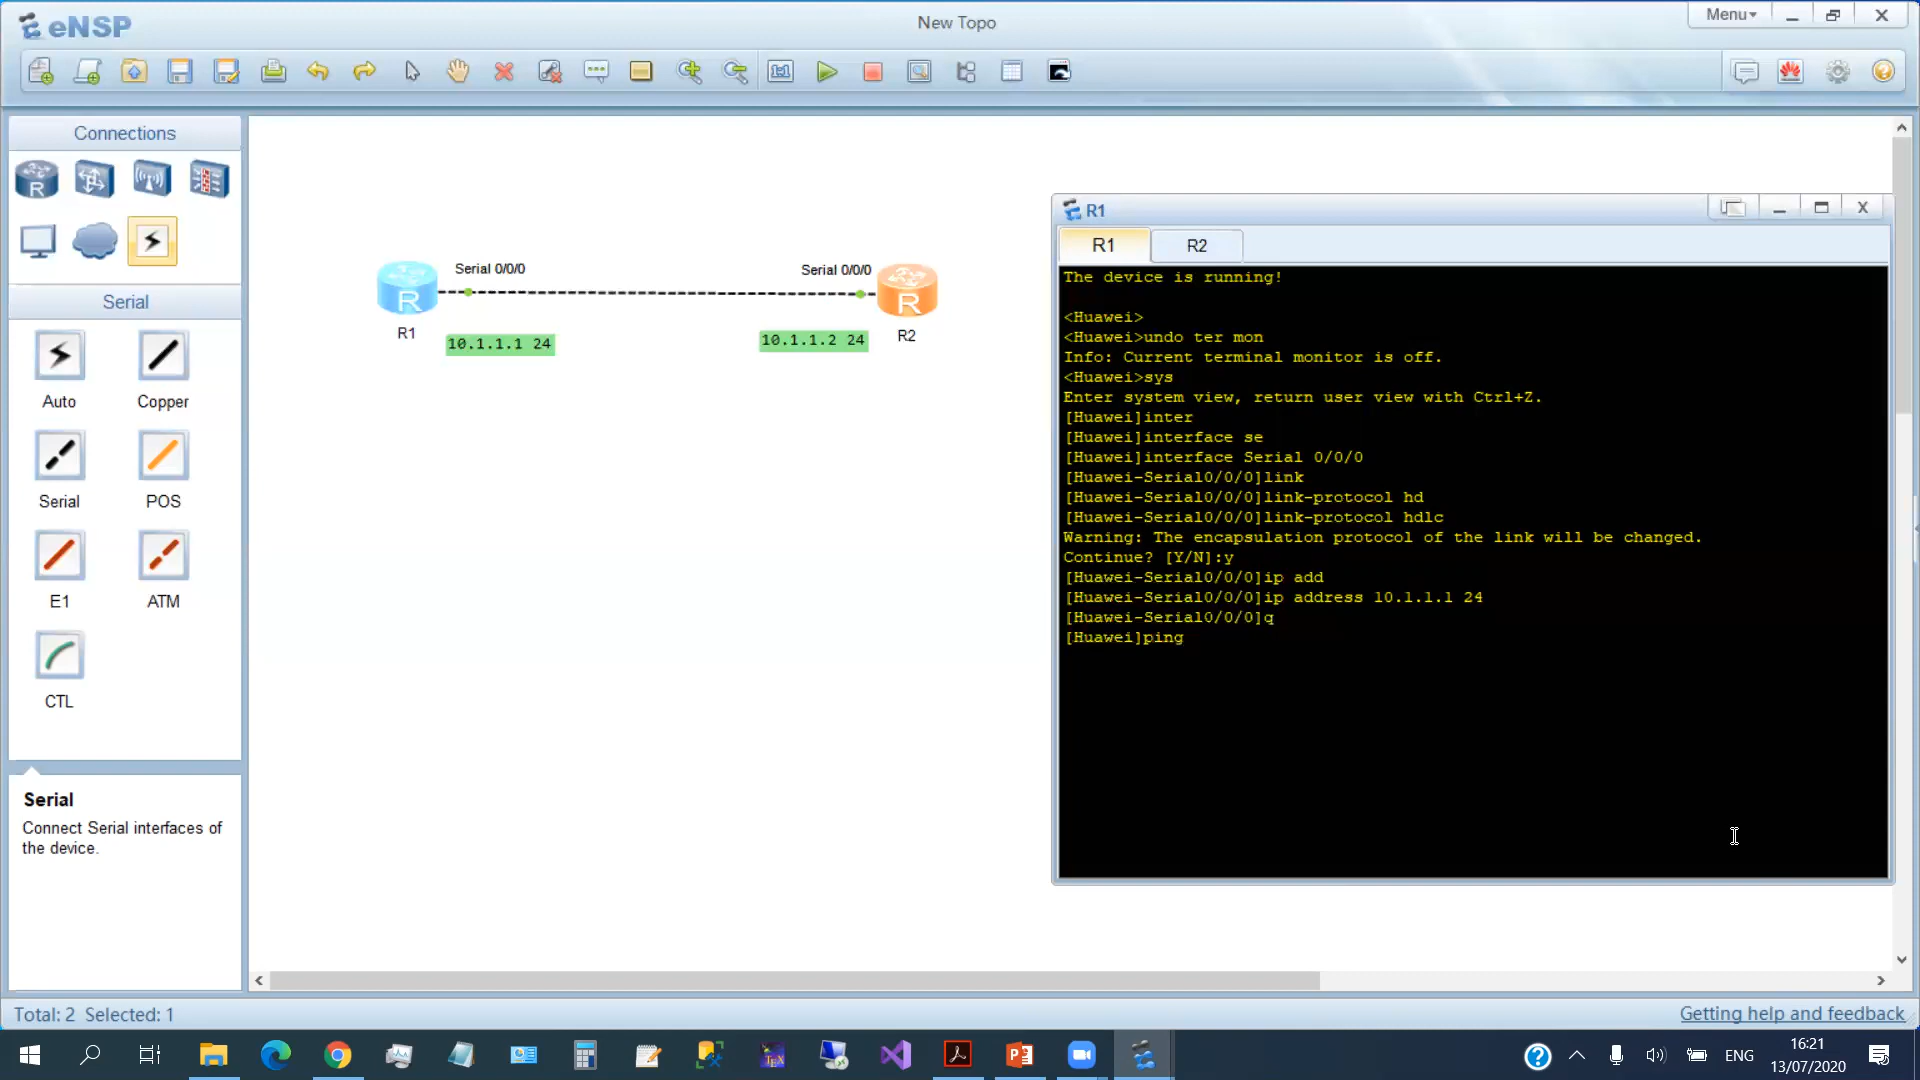 eNSP
New Topo
Menu
Connections
R
Serial
Auto
Copper
Serial
POS
E1
ATM
CTL
Serial
Connect Serial interfaces of
the device.
Serial 0/0/0
Serial 0/0/0
R
R
R1
R2
10.1.1.1 24
10.1.1.2 24
R1
R1
R2
The device is running!
<Huawei>
<Huawei>undo ter mon
Info: Current terminal monitor is off.
<Huawei>sys
Enter system view, return user view with Ctrl+Z.
[Huawei]inter
[Huawei]interface se
[Huawei]interface Serial 0/0/0
[Huawei-Serial0/0/0]link
[Huawei-Serial0/0/0]link-protocol hd
[Huawei-Serial0/0/0]link-protocol hdlc
Warning: The encapsulation protocol of the link will be changed.
Continue? [Y/N]:y
[Huawei-Serial0/0/0]ip add
[Huawei-Serial0/0/0]ip address 10.1.1.1 24
[Huawei-Serial0/0/0]q
[Huawei]ping
Total: 2 Selected: 1
Getting help and feedback
ENG
16:21
13/07/2020